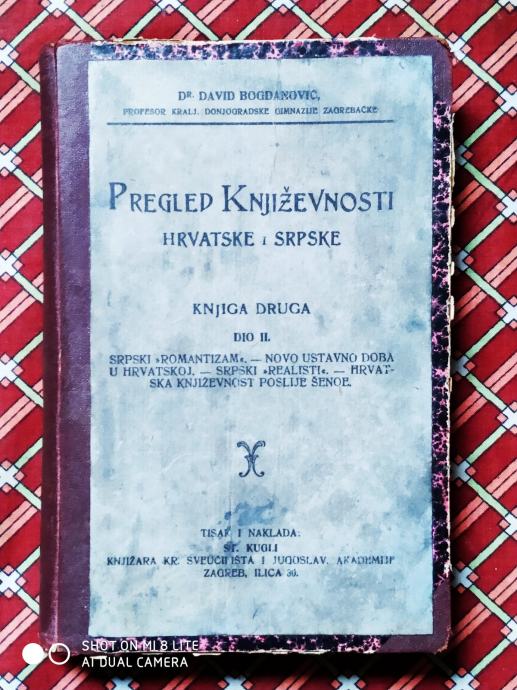 DR. DAVID BOGDANOVIĆ,
PROFESOR KRALJ. DONJOGRADSKE GIMNAZIJE ZAGREBAČKE
PREGLED KNJIŽEVNOSTI
HRVATSKE I SRPSKE
KNJIGA DRUGA
DIO II.
SRPSKI »ROMANTIZAM«. — NOVO USTAVNO DOBA
U HRVATSKOJ. — SRPSKI »REALISTI«. — HRVAT-
SKA KNJIŽEVNOST POSLIJE ŠENOE.
TISAK I NAKLADA:
ST. KUGLI
KNJIŽARA KR. SVEUČILIŠTA I JUGOSLAV. AKADEMIJE
ZAGREB, ILICA 30.
SHOT ON MI 8 LITE
AI DUAL CAMERA